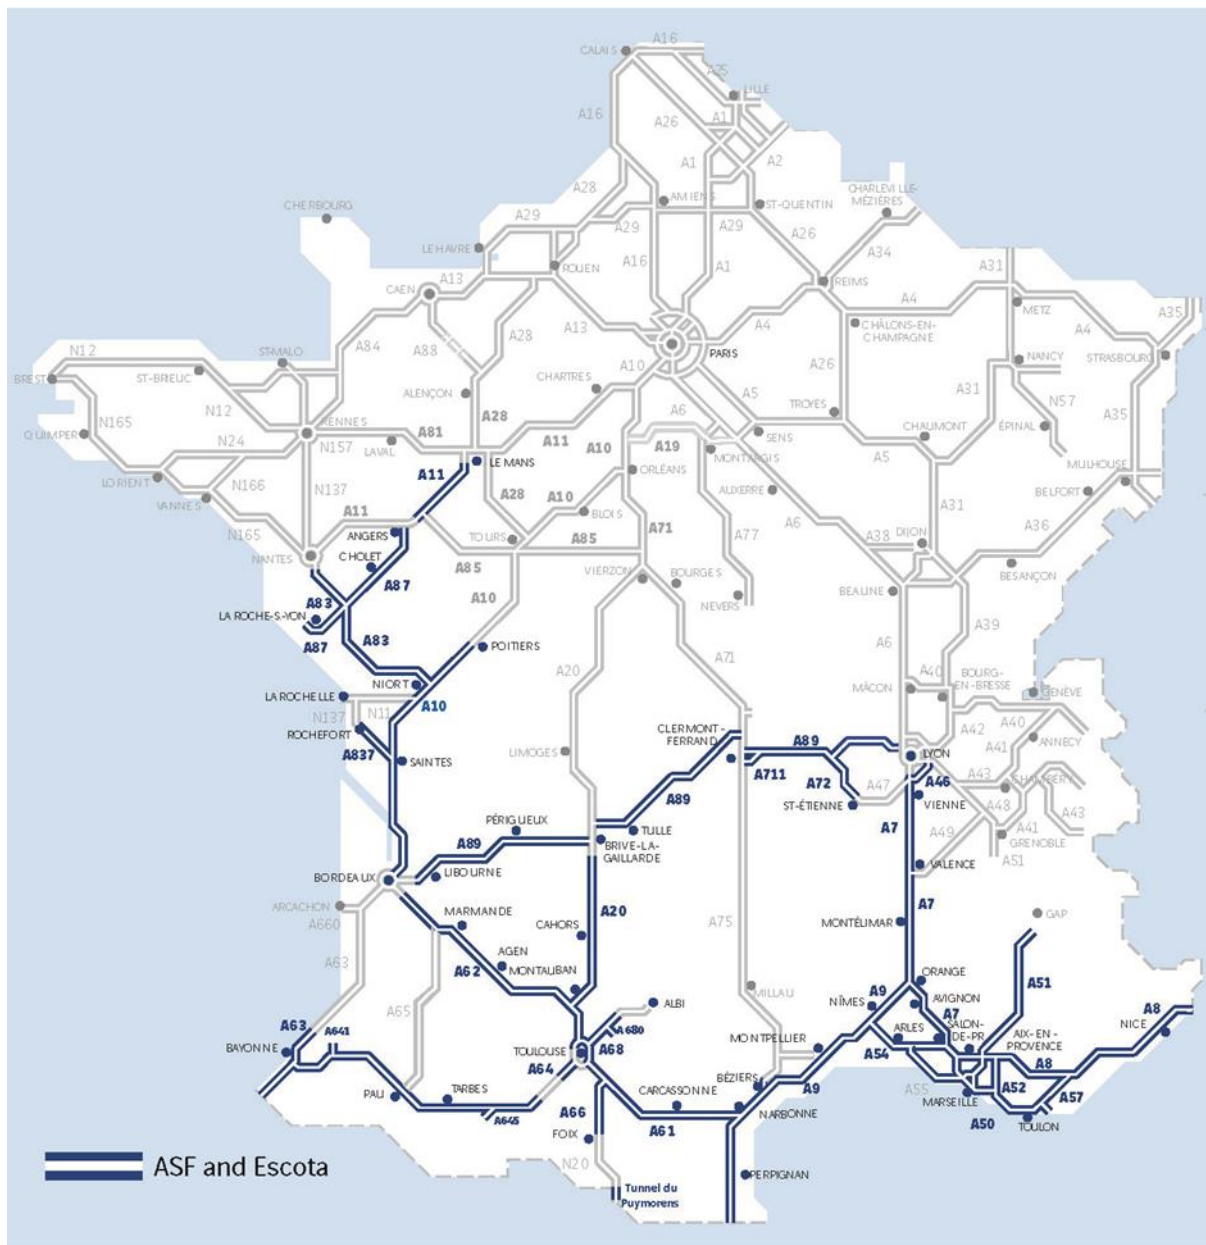 A16
CALAIS
A25
LILLE
A16
A26
A1
A1
A2
AMIENS
ST-QUENTIN
CHARLEVILLE-
MÉZIÈRES
CHERBOURG
A28
A29
A29
A29
A26
A34
LE HAVRE
ROUEN
A16
A1
REIMS
A31
METZ
CAEN
A13
A13
A28
A88
A84
A4
A4
A4
A35
CHÂLONS-EN-
CHAMPAGNE
PARIS
NANCY
STRASBOURG
N12
ST-MALO
BREST
ST-BRIEUC
N12
ALENÇON
CHARTRES
A10
A5
A26
TROYES
A31
N57
A35
N165
QUIMPER
RENNES
N24
N157
A81
LAVAL
A28
A11
A10
A6
A19
SENS
MONTARGIS
CHAUMONT
ÉPINAL
A5
MULHOUSE
LE MANS
ORLÉANS
LORIENT
VANNES
N166
N137
A11
A28
A10
BLOIS
AUXERRE
BELFORT
A31
A11
ANGERS
CHOLET
TOURS
A85
A85
A71
A77
A6
A38
DIJON
A36
N165
NANTES
A87
A10
VIERZON
BOURGES
NEVERS
BEAUNE
BESANÇON
A83
LA ROCHE-S.-YON
A87
A83
POITIERS
A20
A71
A6
A39
NIORT
A10
LA ROCHELLE
N137
N11
ROCHEFORT
A837
SAINTES
LIMOGES
CLERMONT-
FERRAND
A89
A711
A72
ST-ÉTIENNE
A47
MÂCON
A40
BOURG-
EN-BRESSE
GENÈVE
A42
A40
A41
ANNECY
LYON
A46
A43
CHAMBÉRY
VIENNE
A48
A43
A41
GRENOBLE
A49
A51
A7
VALENCE
PÉRIGUEUX
A89
A89
TULLE
BRIVE-LA-
GAILLARDE
LIBOURNE
BORDEAUX
ARCACHON
A660
MARMANDE
CAHORS
A20
A75
MONTÉLIMAR
A7
GAP
A63
A62
AGEN
MONTAUBAN
A65
ALBI
MILLAU
ORANGE
A9
NÎMES
AVIGNON
A7
A51
A63
A641
BAYONNE
A680
TOULOUSE
A68
A64
MONTPELLIER
ARLES
SALON-
DE-PR
A54
AIX-EN-
PROVENCE
A8
NICE
A8
PAU
TARBES
A645
A66
CARCASSONNE
BÉZIERS
A9
A55
MARSEILLE
A52
A57
A50
TOULON
NARBONNE
FOIX
A61
N20
ASF and Escota
PERPIGNAN
Tunnel du
Puymorens